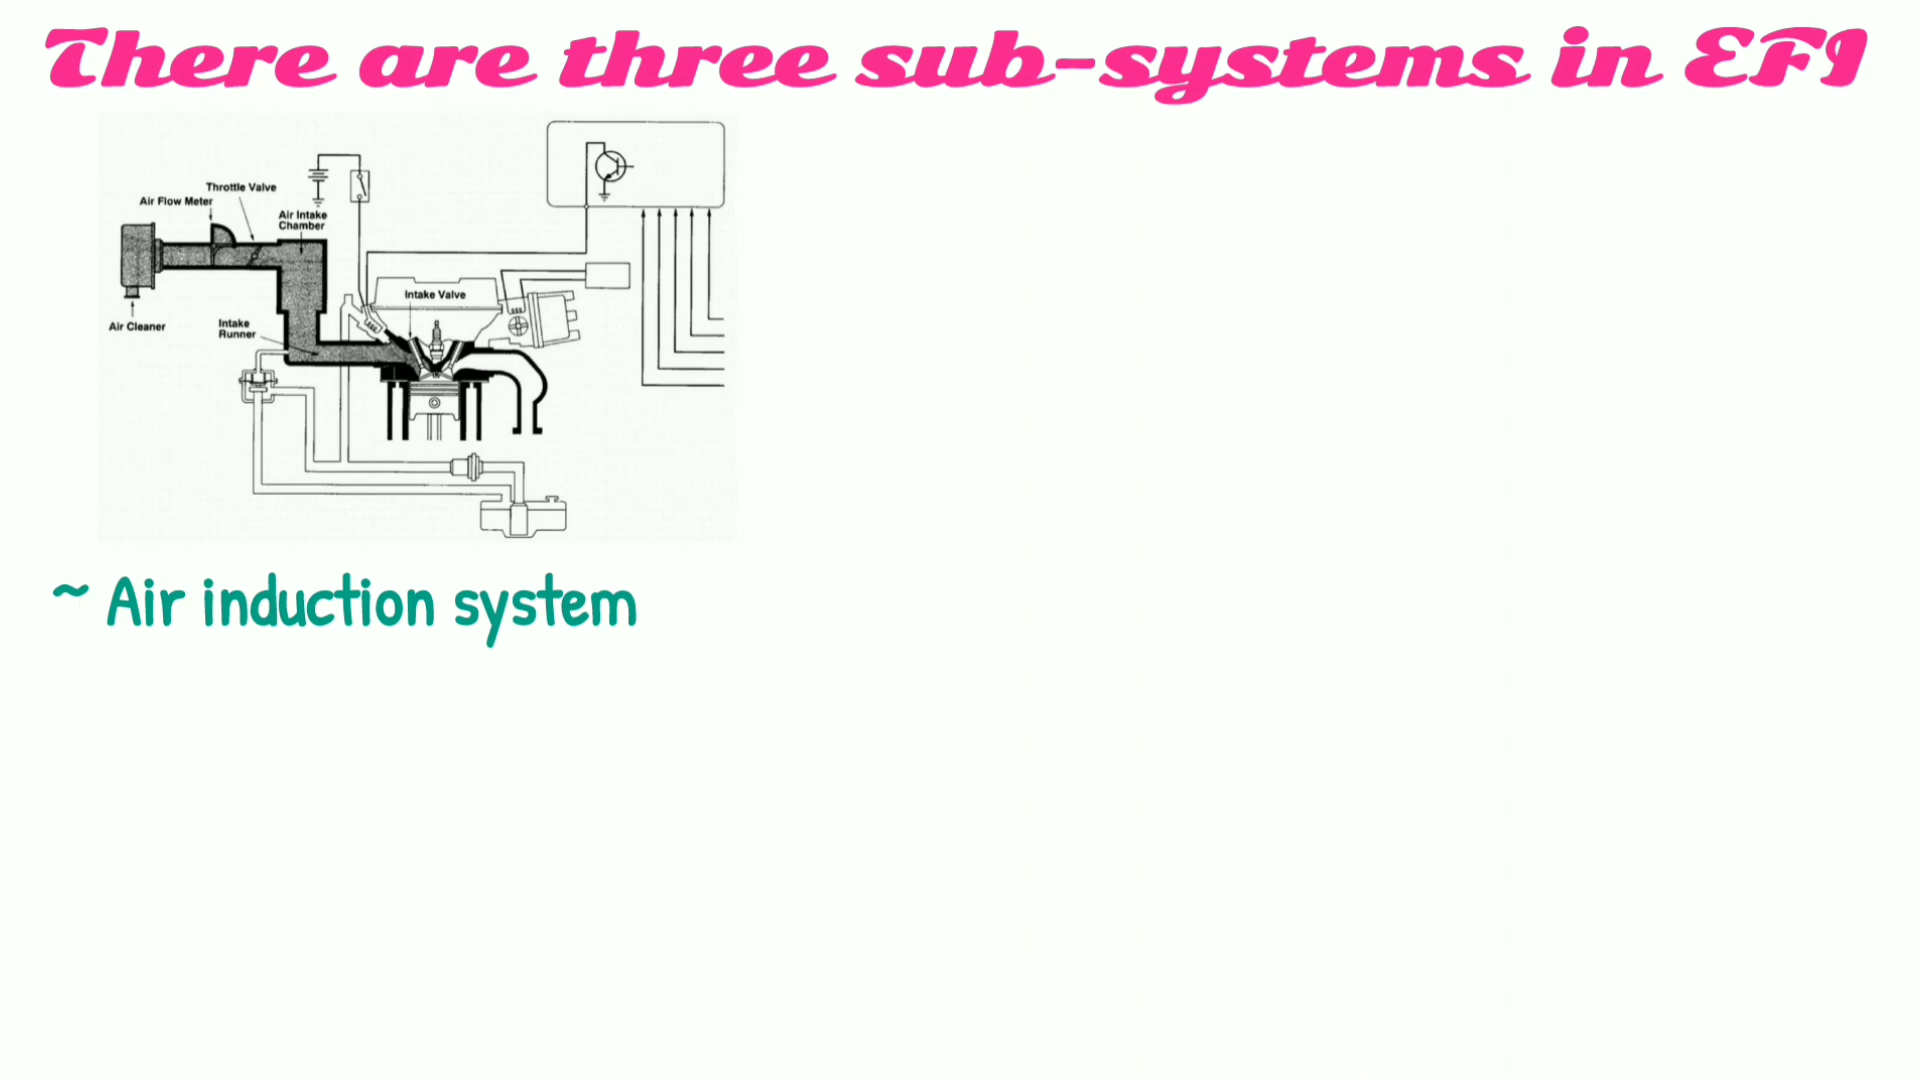 There are three sub-systems in EFI
Throttle Valve
Air Flow Meter
Air Intake
Chamber
Intake Valve
Intake
Runner
Air Cleaner
~ Air induction system